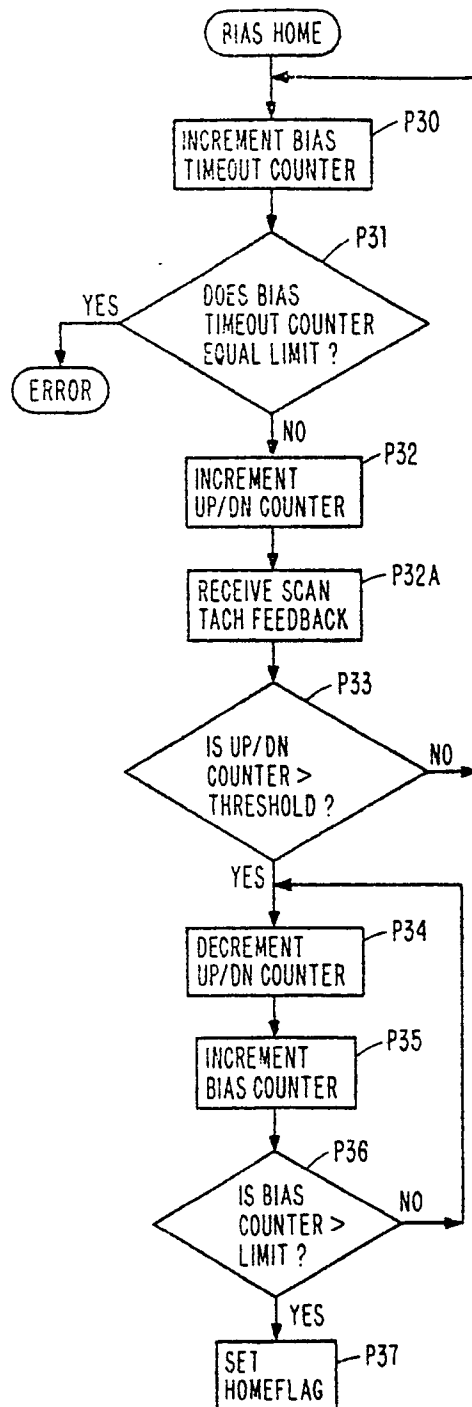 BIAS HOME
P30
INCREMENT BIAS
TIMEOUT COUNTER
P31
DOES BIAS
TIMEOUT COUNTER
EQUAL LIMIT ?
YES
ERROR
NO
P32
INCREMENT
UP/DN COUNTER
P32A
RECEIVE SCAN
TACH FEEDBACK
P33
IS UP/DN
COUNTER >
THRESHOLD ?
NO
YES
P34
DECREMENT
UP/DN COUNTER
P35
INCREMENT
BIAS COUNTER
P36
IS BIAS
COUNTER >
LIMIT ?
NO
YES
P37
SET
HOMEFLAG